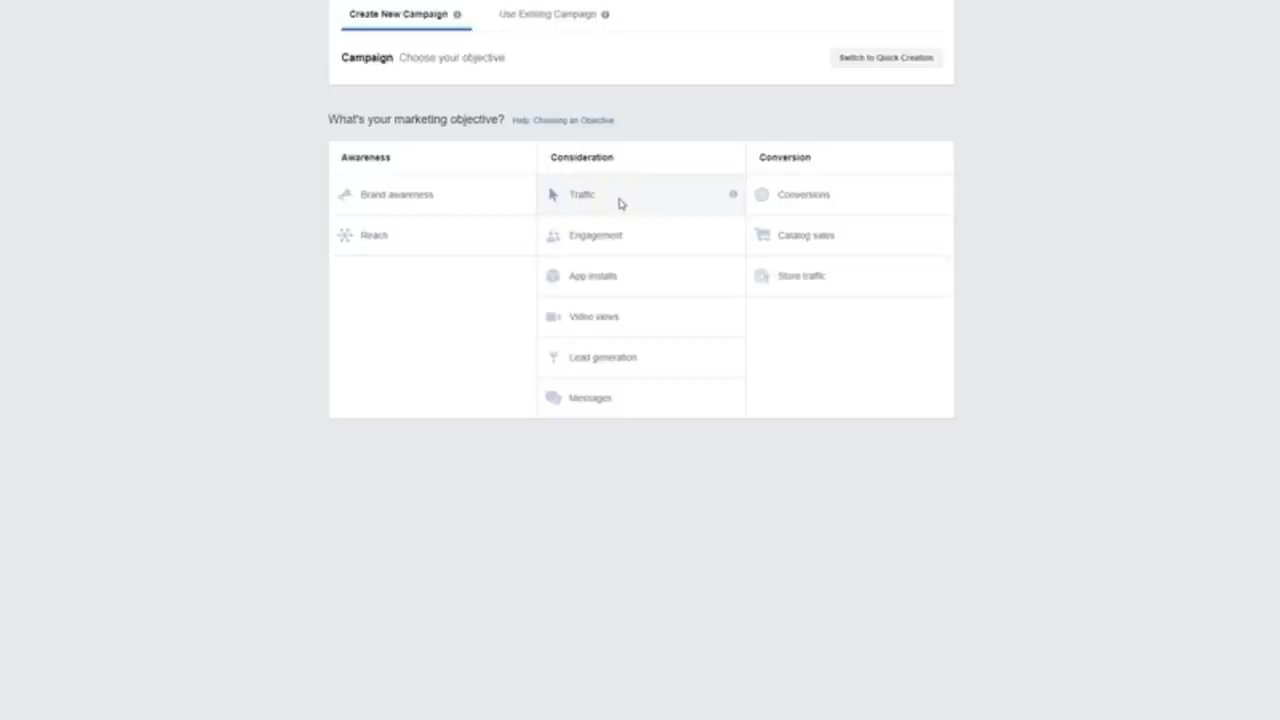 Create New Campaign
Use Existing Campaign
Campaign Choose your objective
Switch to Quick Creation
What's your marketing objective? Help: Choosing an Objective
Awareness
Consideration
Conversion
Brand awareness
Traffic
Conversions
Reach
Engagement
Catalog sales
App installs
Store traffic
Video views
Lead generation
Messages